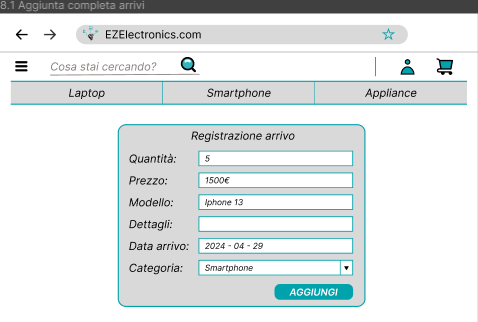 8.1 Aggiunta completa arrivi
EZElectronics.com
Cosa stai cercando?
Laptop Smartphone Appliance
Registrazione arrivo
Quantità: 5
Prezzo: 1500€
Modello: Iphone 13
Dettagli:
Data arrivo: 2024 - 04 - 29
Categoria: Smartphone
AGGIUNGI